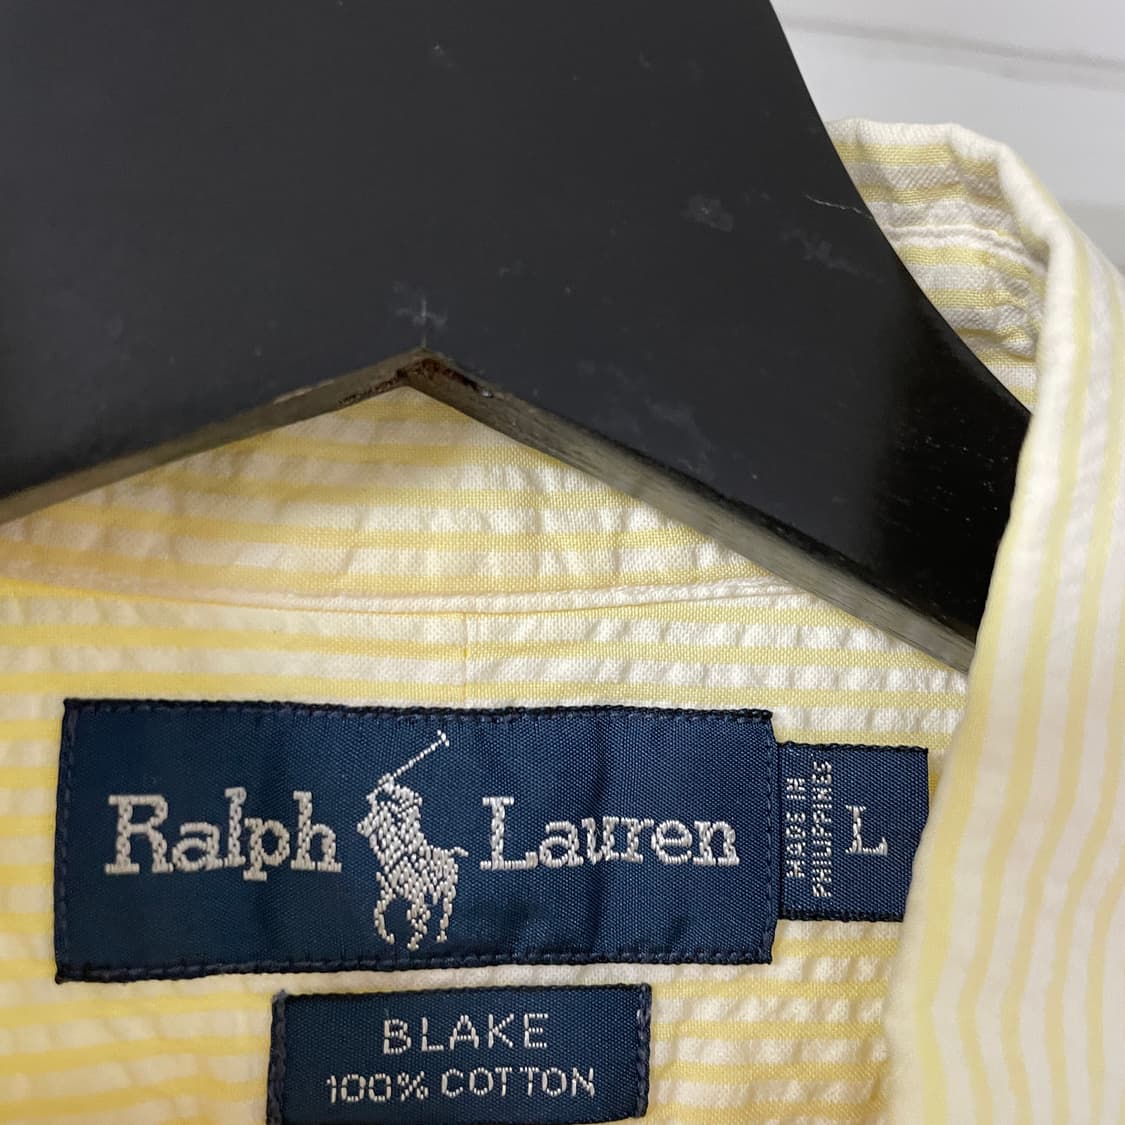 Ralph Lauren
MADE IN
PHILIPPINES
L
BLAKE
100% COTTON